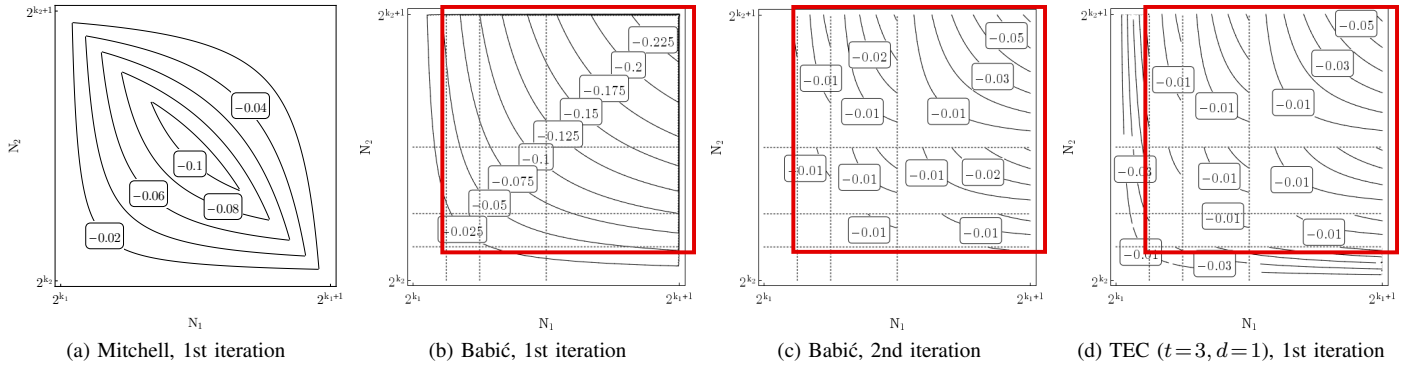 2^{k₂+1}
N₂
2^{k₂}
−0.04
−0.1
−0.06
−0.08
−0.02
2^{k₁}
2^{k₁+1}
N₁
(a) Mitchell, 1st iteration
2^{k₂+1}
N₂
2^{k₂}
−0.225
−0.2
−0.175
−0.15
−0.125
−0.1
−0.075
−0.05
−0.025
2^{k₁}
2^{k₁+1}
N₁
(b) Babić, 1st iteration
2^{k₂+1}
N₂
2^{k₂}
−0.05
−0.02
−0.01
−0.03
−0.01
−0.01
−0.01
−0.01
−0.01
−0.02
−0.01
−0.01
2^{k₁}
2^{k₁+1}
N₁
(c) Babić, 2nd iteration
2^{k₂+1}
N₂
2^{k₂}
−0.05
−0.03
−0.01
−0.01
−0.01
−0.03
−0.01
−0.01
−0.01
−0.01
−0.03
2^{k₁}
2^{k₁+1}
N₁
(d) TEC (t=3, d=1), 1st iteration